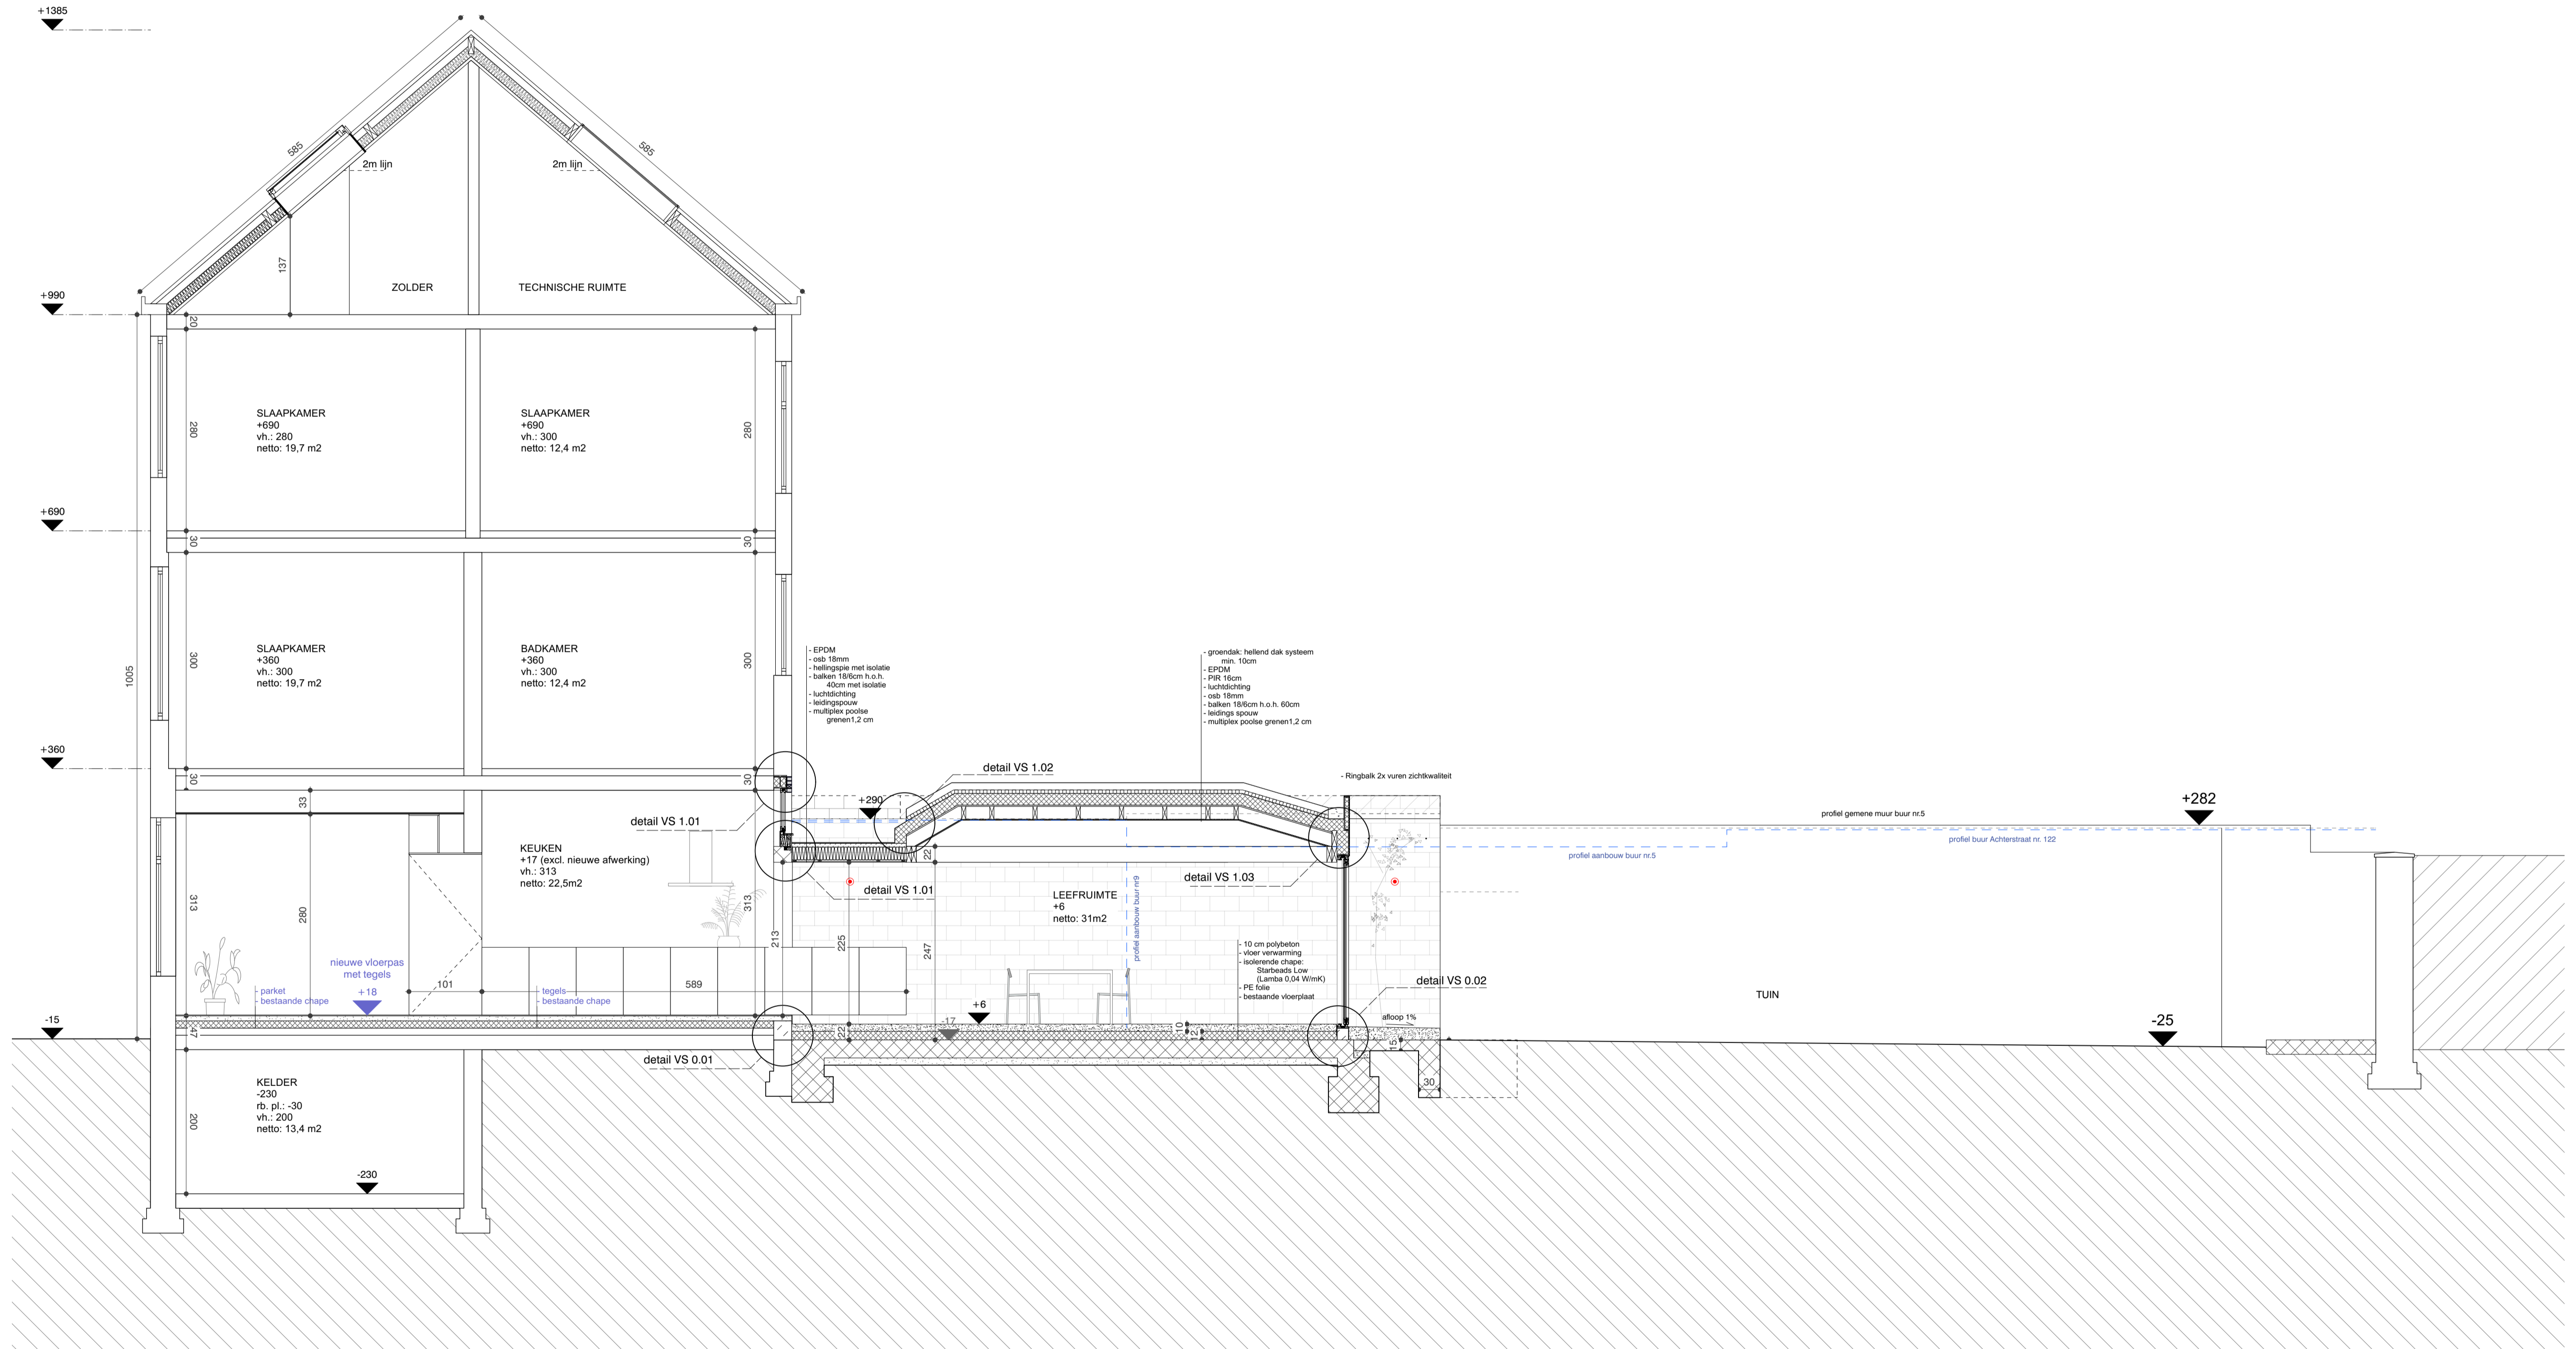 +1385
585
585
2m lijn
2m lijn
137
ZOLDER
TECHNISCHE RUIMTE
+990
20
SLAAPKAMER
+690
vh.: 280
netto: 19,7 m2
SLAAPKAMER
+690
vh.: 300
netto: 12,4 m2
280
280
+690
30
30
SLAAPKAMER
+360
vh.: 300
netto: 19,7 m2
BADKAMER
+360
vh.: 300
netto: 12,4 m2
300
300
1005
- EPDM
- osb 18mm
- hellingspie met isolatie
- balken 18/6cm h.o.h.
40cm met isolatie
- luchtdichting
- leidingspouw
- multiplex poolse
grenen1,2 cm
- groendak: hellend dak systeem
min. 10cm
- EPDM
- PIR 16cm
- luchtdichting
- osb 18mm
- balken 18/6cm h.o.h. 60cm
- leidings spouw
- multiplex poolse grenen1,2 cm
+360
30
30
33
detail VS 1.02
- Ringbalk 2x vuren zichtkwaliteit
+290
+282
detail VS 1.01
profiel gemene muur buur nr.5
profiel buur Achterstraat nr. 122
profiel aanbouw buur nr.5
KEUKEN
+17 (excl. nieuwe afwerking)
vh.: 313
netto: 22,5m2
22
detail VS 1.01
detail VS 1.03
LEEFRUIMTE
+6
netto: 31m2
profiel aanbouw buur nr9
313
280
313
213
225
247
- 10 cm polybeton
- vloer verwarming
- isolerende chape:
Starbeads Low
(Lamba 0,04 W/mK)
- PE folie
- bestaande vloerplaat
nieuwe vloerpas
met tegels
+18
- parket
- bestaande chape
101
- tegels
- bestaande chape
589
detail VS 0.02
TUIN
+6
-17
afloop 1%
-15
-25
47
22
10
12
15
detail VS 0.01
30
KELDER
-230
rb. pl.: -30
vh.: 200
netto: 13,4 m2
200
-230